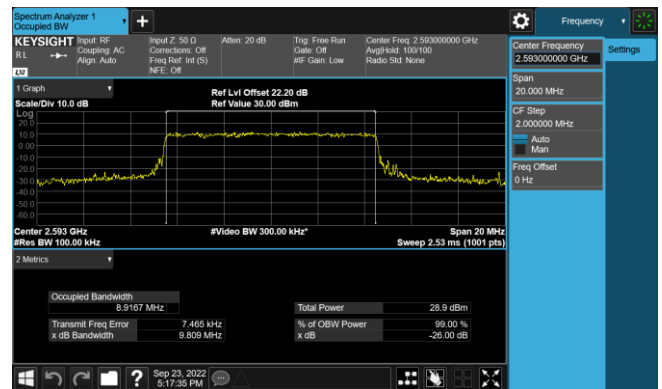 Spectrum Analyzer 1
Occupied BW
Frequency
KEYSIGHT
Input: RF
Coupling: AC
Align: Auto
Input Z: 50 Ω
Corrections: Off
Freq Ref: Int (S)
NFE: Off
Atten: 20 dB
Trig: Free Run
Gate: Off
#IF Gain: Low
Center Freq: 2.593000000 GHz
Avg|Hold: 100/100
Radio Std: None
RL
LXI
Center Frequency
2.593000000 GHz
Settings
Span
20.000 MHz
CF Step
2.000000 MHz
Auto
Man
Freq Offset
0 Hz
1 Graph
Scale/Div 10.0 dB
Ref Lvl Offset 22.20 dB
Ref Value 30.00 dBm
Log
20.0
10.0
0.00
-10.0
-20.0
-30.0
-40.0
-50.0
-60.0
Center 2.593 GHz
#Res BW 100.00 kHz
#Video BW 300.00 kHz*
Span 20 MHz
Sweep 2.53 ms (1001 pts)
2 Metrics
Occupied Bandwidth
8.9167 MHz
Total Power 28.9 dBm
Transmit Freq Error 7.465 kHz
% of OBW Power 99.00 %
x dB Bandwidth 9.809 MHz
x dB -26.00 dB
Sep 23, 2022
5:17:35 PM